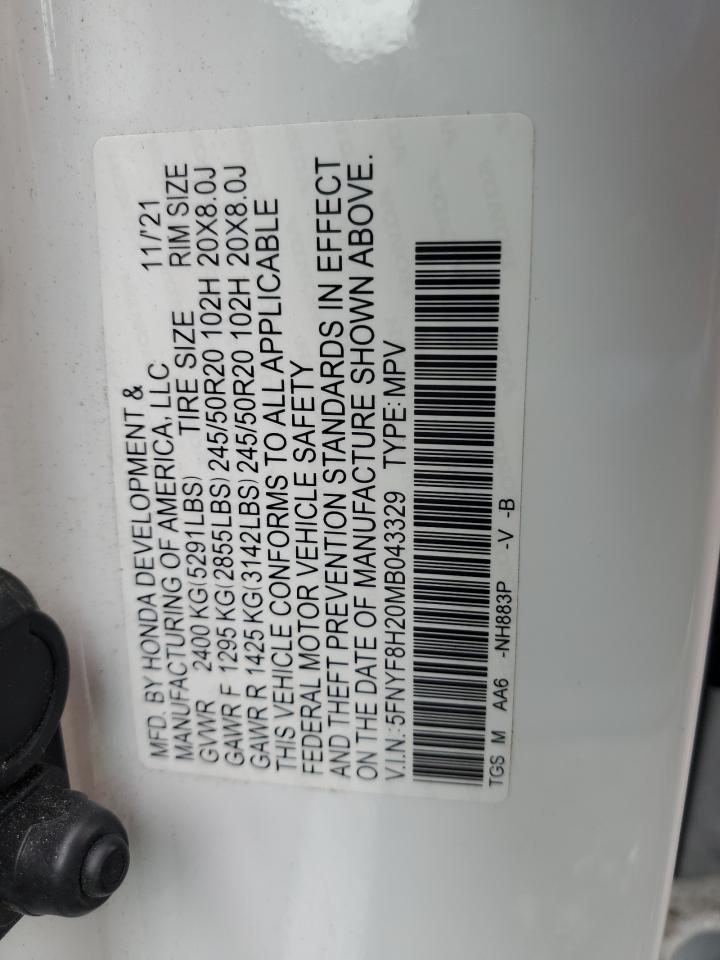 MFD. BY HONDA DEVELOPMENT &
MANUFACTURING OF AMERICA, LLC 11/'21
GVWR 2400 KG(5291LBS) TIRE SIZE RIM SIZE
GAWR F 1295 KG(2855LBS) 245/50R20 102H 20X8.0J
GAWR R 1425 KG(3142LBS) 245/50R20 102H 20X8.0J
THIS VEHICLE CONFORMS TO ALL APPLICABLE
FEDERAL MOTOR VEHICLE SAFETY
AND THEFT PREVENTION STANDARDS IN EFFECT
ON THE DATE OF MANUFACTURE SHOWN ABOVE.
V.I.N.:5FNYF8H20MB043329 TYPE:MPV
TGS M AA6 -NH883P -V -B